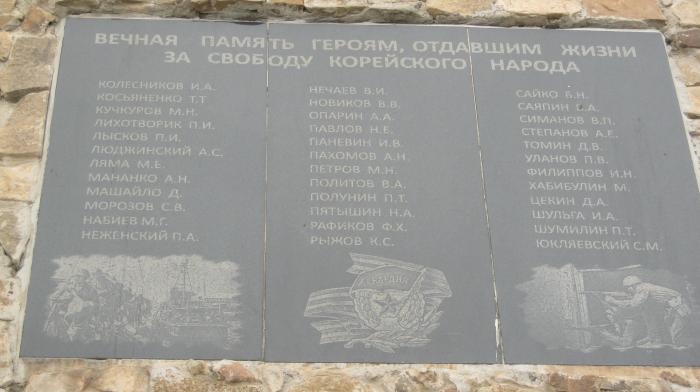 ВЕЧНАЯ ПАМЯТЬ ГЕРОЯМ, ОТДАВШИМ ЖИЗНИ
ЗА СВОБОДУ КОРЕЙСКОГО НАРОДА
КОЛЕСНИКОВ И.А.
КОСЬЯНЕНКО Т.Т
КУЧКУРОВ М.Н.
ЛИХОТВОРИК П.И.
ЛЫСКОВ П.И.
ЛЮДЖИНСКИЙ А.С.
ЛЯМА М.Е.
МАНАНКО А.Н.
МАШАЙЛО Д.
МОРОЗОВ С.В.
НАБИЕВ М.Г.
НЕЖЕНСКИЙ П.А.
НЕЧАЕВ В.И.
НОВИКОВ В.В.
ОПАРИН А.А.
ПАВЛОВ Н.Е.
ПАНЕВИН И.В.
ПАХОМОВ А.Н.
ПЕТРОВ М.Н.
ПОЛИТОВ В.А.
ПОЛУНИН П.Т.
ПЯТЫШИН Н.А.
РАФИКОВ Ф.Х.
РЫЖОВ К.С.
САЙКО Б.Н.
САЯПИН
СИМАНОВ В.П.
СТЕПАНОВ А.Е.
ТОМИН Д.В.
УЛАНОВ П.В.
ФИЛИППОВ И.Н.
ХАБИБУЛИН М.
ЦЕКИН Д.А.
ШУЛЬГА И.А.
ШУМИЛИН П.Т.
ЮКЛЯЕВСКИЙ С.М.
ГВАРДИЯ